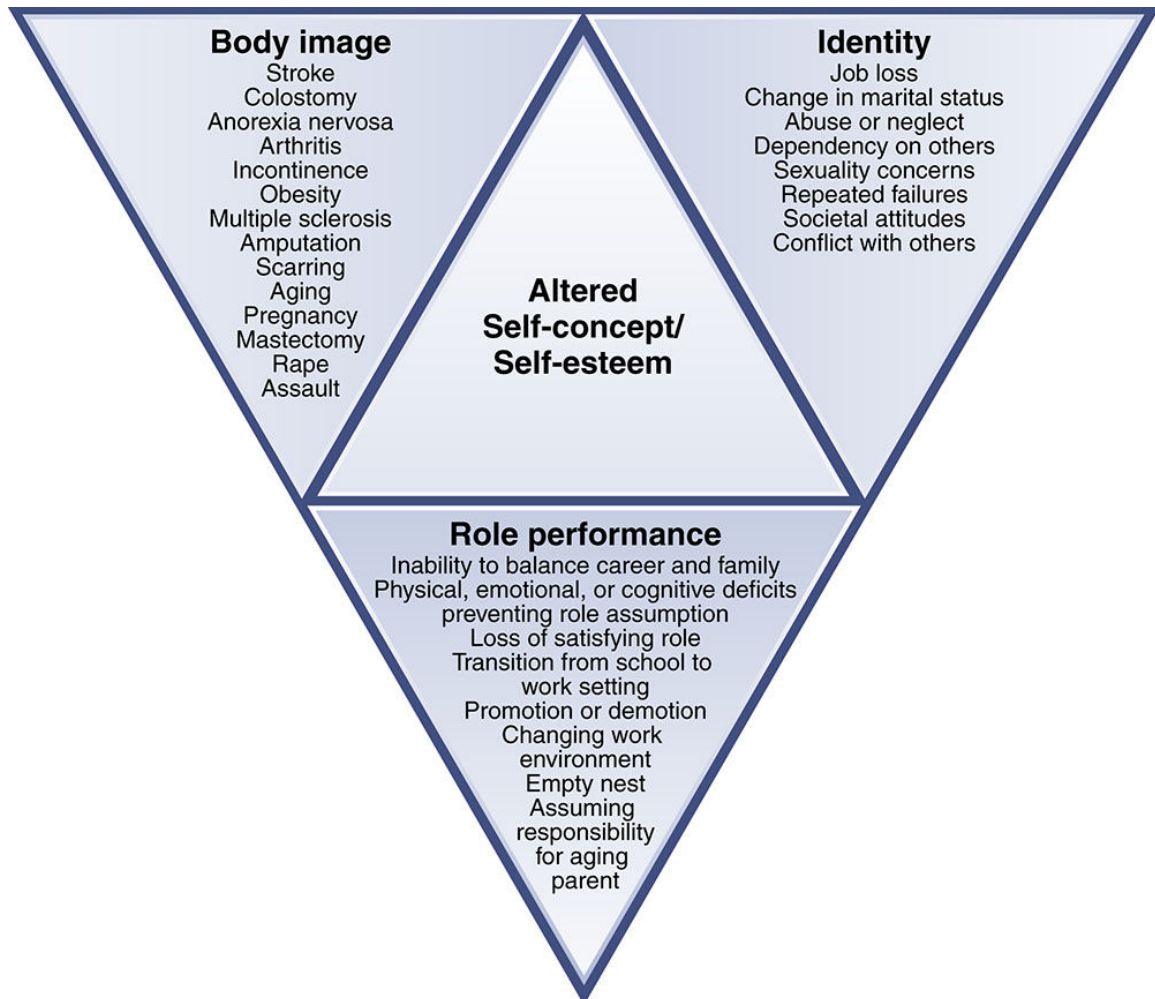 Body image
Stroke
Colostomy
Anorexia nervosa
Arthritis
Incontinence
Obesity
Multiple sclerosis
Amputation
Scarring
Aging
Pregnancy
Mastectomy
Rape
Assault
Identity
Job loss
Change in marital status
Abuse or neglect
Dependency on others
Sexuality concerns
Repeated failures
Societal attitudes
Conflict with others
Altered
Self-concept/
Self-esteem
Role performance
Inability to balance career and family
Physical, emotional, or cognitive deficits
preventing role assumption
Loss of satisfying role
Transition from school to
work setting
Promotion or demotion
Changing work
environment
Empty nest
Assuming
responsibility
for aging
parent